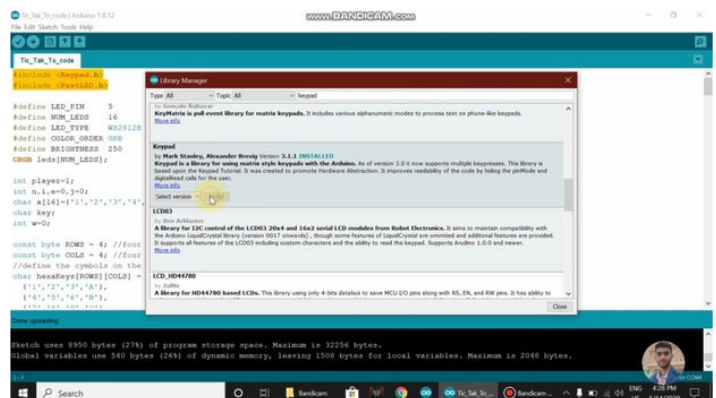 Tic_Tak_To_code | Arduino 1.8.12
www.BANDICAM.com
File Edit Sketch Tools Help
Tic_Tak_To_code
#include <Keypad.h>
#include <FastLED.h>
#define LED_PIN 5
#define NUM_LEDS 16
#define LED_TYPE WS2812B
#define COLOR_ORDER GRB
#define BRIGHTNESS 250
CRGB leds[NUM_LEDS];
int player=1;
int n,i,e=0,j=0;
char a[16]={'1','2','3','4',
char key;
int w=0;
const byte ROWS = 4; //four
const byte COLS = 4; //four
//define the cymbols on the
char hexaKeys[ROWS][COLS] =
{'1','2','3','A'},
{'4','5','6','B'},
Library Manager
Type All Topic All keypad
KeyMatrix is poll event library for matrix keypads. It includes various alphanumeric modes to process text on phone-like keypads.
More info
Keypad
by Mark Stanley, Alexander Brevig Version 3.1.1 INSTALLED
Keypad is a library for using matrix style keypads with the Arduino. As of version 3.0 it now supports multiple keypresses. This library is
based upon the Keypad Tutorial. It was created to promote Hardware Abstraction. It improves readability of the code by hiding the pinMode and
digitalRead calls for the user.
More info
Select version
LCD03
by Ben Arblaster
A library for I2C control of the LCD03 20x4 and 16x2 serial LCD modules from Robot Electronics. It aims to maintain compatibility with
the Arduino LiquidCrystal library (version 0017 onwards) , though some features of LiquidCrystal are ommited and additonal features are provided.
It supports all features of the LCD03 including custom characters and the ability to read the keypad. Supports Arudino 1.0.0 and newer.
More info
LCD_HD44780
A library for HD44780 based LCDs. This library using only 4-bits databus to save MCU I/O pins along with RS, EN, and RW pins. It has ability to
Close
Done uploading.
Sketch uses 8950 bytes (27%) of program storage space. Maximum is 32256 bytes.
Global variables use 540 bytes (26%) of dynamic memory, leaving 1508 bytes for local variables. Maximum is 2048 bytes.
Search
Bandicam
Tic_Tak_To_...
Bandicam ...
ENG
4:28 PM